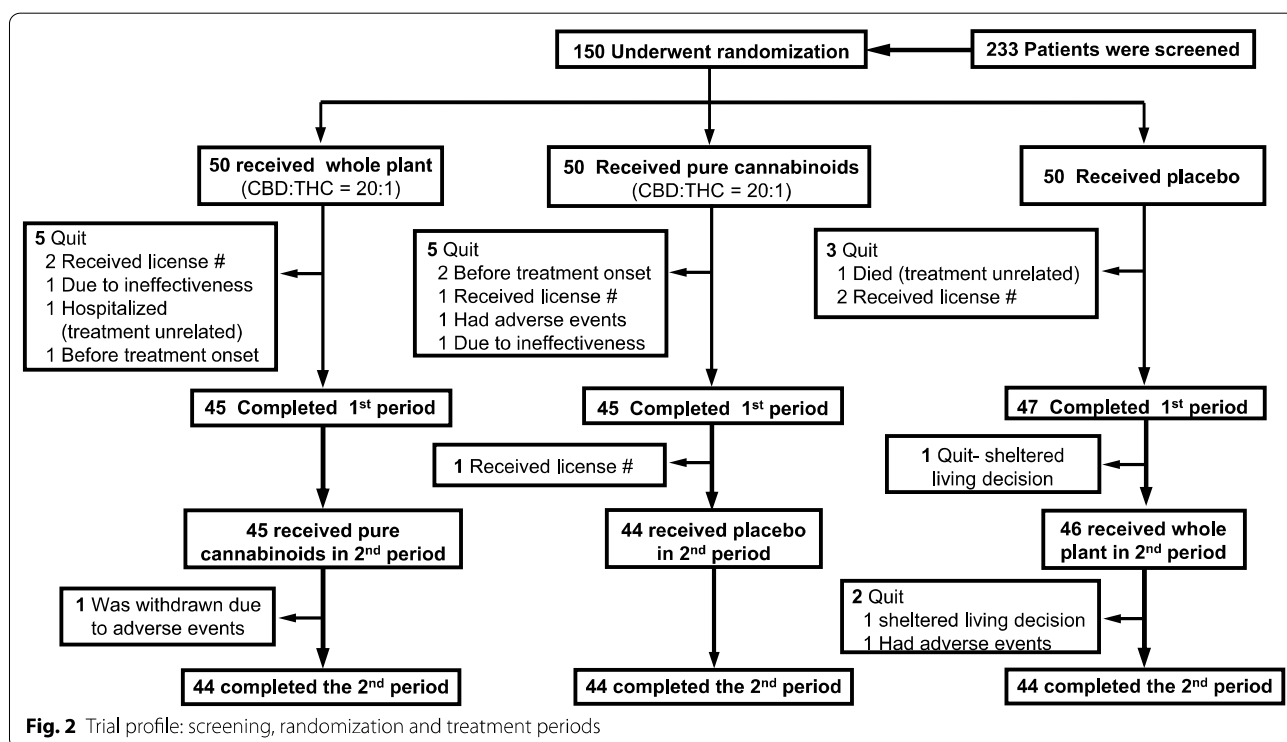 150 Underwent randomization
233 Patients were screened
50 received whole plant
(CBD:THC = 20:1)
50 Received pure cannabinoids
(CBD:THC = 20:1)
50 Received placebo
5 Quit
2 Received license #
1 Due to ineffectiveness
1 Hospitalized
(treatment unrelated)
1 Before treatment onset
5 Quit
2 Before treatment onset
1 Received license #
1 Had adverse events
1 Due to ineffectiveness
3 Quit
1 Died (treatment unrelated)
2 Received license #
45 Completed 1st period
45 Completed 1st period
47 Completed 1st period
1 Received license #
1 Quit- sheltered
living decision
45 received pure
cannabinoids in 2nd period
44 received placebo
in 2nd period
46 received whole
plant in 2nd period
1 Was withdrawn due
to adverse events
2 Quit
1 sheltered living decision
1 Had adverse events
44 completed the 2nd period
44 completed the 2nd period
44 completed the 2nd period
Fig. 2 Trial profile: screening, randomization and treatment periods